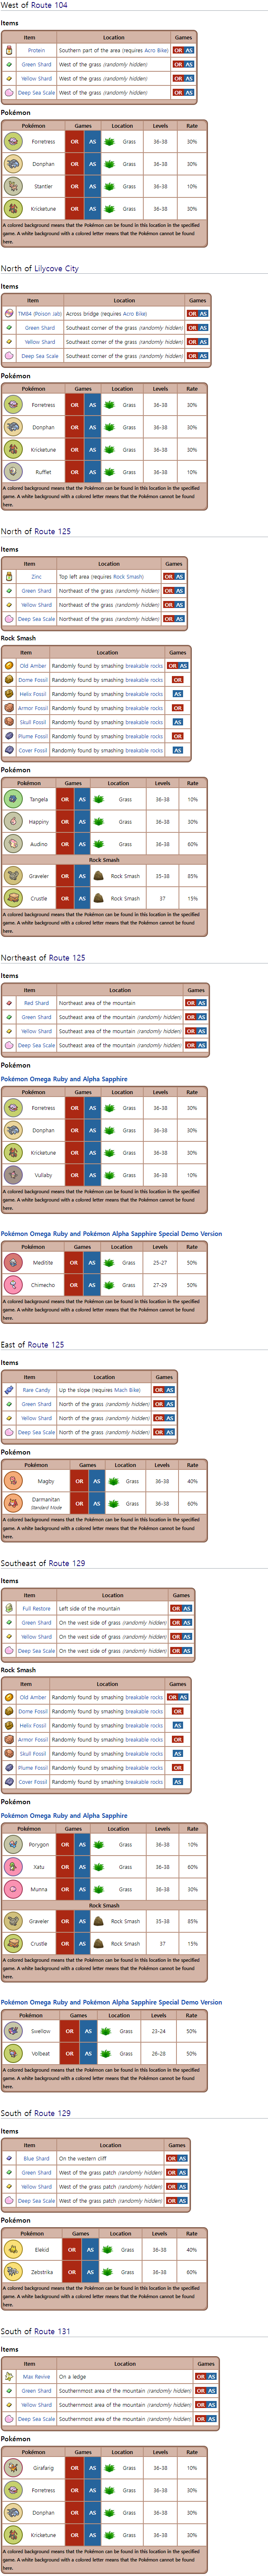 West of Route 104
Items
Item Location Games
Protein Southern part of the area (requires Acro Bike) OR AS
Green Shard West of the grass (randomly hidden) OR AS
Yellow Shard West of the grass (randomly hidden) OR AS
Deep Sea Scale West of the grass (randomly hidden) OR AS
Pokémon
Pokémon Games Location Levels Rate
Forretress OR AS Grass 36-38 30%
Donphan OR AS Grass 36-38 30%
Stantler OR AS Grass 36-38 10%
Kricketune OR AS Grass 36-38 30%
A colored background means that the Pokémon can be found in this location in the specified
game. A white background with a colored letter means that the Pokémon cannot be found
here.
North of Lilycove City
Items
Item Location Games
TM84 (Poison Jab) Across bridge (requires Acro Bike) OR AS
Green Shard Southeast corner of the grass (randomly hidden) OR AS
Yellow Shard Southeast corner of the grass (randomly hidden) OR AS
Deep Sea Scale Southeast corner of the grass (randomly hidden) OR AS
Pokémon
Pokémon Games Location Levels Rate
Forretress OR AS Grass 36-38 30%
Donphan OR AS Grass 36-38 30%
Kricketune OR AS Grass 36-38 30%
Rufflet OR AS Grass 36-38 10%
A colored background means that the Pokémon can be found in this location in the specified
game. A white background with a colored letter means that the Pokémon cannot be found
here.
North of Route 125
Items
Item Location Games
Zinc Top left area (requires Rock Smash) OR AS
Green Shard Northeast of the grass (randomly hidden) OR AS
Yellow Shard Northeast of the grass (randomly hidden) OR AS
Deep Sea Scale Northeast of the grass (randomly hidden) OR AS
Rock Smash
Item Location Games
Old Amber Randomly found by smashing breakable rocks OR AS
Dome Fossil Randomly found by smashing breakable rocks OR
Helix Fossil Randomly found by smashing breakable rocks AS
Armor Fossil Randomly found by smashing breakable rocks OR
Skull Fossil Randomly found by smashing breakable rocks AS
Plume Fossil Randomly found by smashing breakable rocks OR
Cover Fossil Randomly found by smashing breakable rocks AS
Pokémon
Pokémon Games Location Levels Rate
Tangela OR AS Grass 36-38 10%
Happiny OR AS Grass 36-38 30%
Audino OR AS Grass 36-38 60%
Rock Smash
Graveler OR AS Rock Smash 35-38 85%
Crustle OR AS Rock Smash 37 15%
A colored background means that the Pokémon can be found in this location in the specified
game. A white background with a colored letter means that the Pokémon cannot be found
here.
Northeast of Route 125
Items
Item Location Games
Red Shard Northeast area of the mountain OR AS
Green Shard Southeast area of the mountain (randomly hidden) OR AS
Yellow Shard Southeast area of the mountain (randomly hidden) OR AS
Deep Sea Scale Southeast area of the mountain (randomly hidden) OR AS
Pokémon
Pokémon Omega Ruby and Alpha Sapphire
Pokémon Games Location Levels Rate
Forretress OR AS Grass 36-38 30%
Donphan OR AS Grass 36-38 30%
Kricketune OR AS Grass 36-38 30%
Vullaby OR AS Grass 36-38 10%
A colored background means that the Pokémon can be found in this location in the specified
game. A white background with a colored letter means that the Pokémon cannot be found
here.
Pokémon Omega Ruby and Pokémon Alpha Sapphire Special Demo Version
Pokémon Games Location Levels Rate
Meditite OR AS Grass 25-27 50%
Chimecho OR AS Grass 27-29 50%
A colored background means that the Pokémon can be found in this location in the specified
game. A white background with a colored letter means that the Pokémon cannot be found
here.
East of Route 125
Items
Item Location Games
Rare Candy Up the slope (requires Mach Bike) OR AS
Green Shard North of the grass (randomly hidden) OR AS
Yellow Shard North of the grass (randomly hidden) OR AS
Deep Sea Scale North of the grass (randomly hidden) OR AS
Pokémon
Pokémon Games Location Levels Rate
Magby OR AS Grass 36-38 40%
Darmanitan
Standard Mode OR AS Grass 36-38 60%
A colored background means that the Pokémon can be found in this location in the specified
game. A white background with a colored letter means that the Pokémon cannot be found
here.
Southeast of Route 129
Items
Item Location Games
Full Restore Left side of the mountain OR AS
Green Shard On the west side of grass (randomly hidden) OR AS
Yellow Shard On the west side of grass (randomly hidden) OR AS
Deep Sea Scale On the west side of grass (randomly hidden) OR AS
Rock Smash
Item Location Games
Old Amber Randomly found by smashing breakable rocks OR AS
Dome Fossil Randomly found by smashing breakable rocks OR
Helix Fossil Randomly found by smashing breakable rocks AS
Armor Fossil Randomly found by smashing breakable rocks OR
Skull Fossil Randomly found by smashing breakable rocks AS
Plume Fossil Randomly found by smashing breakable rocks OR
Cover Fossil Randomly found by smashing breakable rocks AS
Pokémon
Pokémon Omega Ruby and Alpha Sapphire
Pokémon Games Location Levels Rate
Porygon OR AS Grass 36-38 10%
Xatu OR AS Grass 36-38 60%
Munna OR AS Grass 36-38 30%
Rock Smash
Graveler OR AS Rock Smash 35-38 85%
Crustle OR AS Rock Smash 37 15%
A colored background means that the Pokémon can be found in this location in the specified
game. A white background with a colored letter means that the Pokémon cannot be found
here.
Pokémon Omega Ruby and Pokémon Alpha Sapphire Special Demo Version
Pokémon Games Location Levels Rate
Swellow OR AS Grass 23-24 50%
Volbeat OR AS Grass 26-28 50%
A colored background means that the Pokémon can be found in this location in the specified
game. A white background with a colored letter means that the Pokémon cannot be found
here.
South of Route 129
Items
Item Location Games
Blue Shard On the western cliff OR AS
Green Shard West of the grass patch (randomly hidden) OR AS
Yellow Shard West of the grass patch (randomly hidden) OR AS
Deep Sea Scale West of the grass patch (randomly hidden) OR AS
Pokémon
Pokémon Games Location Levels Rate
Elekid OR AS Grass 36-38 40%
Zebstrika OR AS Grass 36-38 60%
A colored background means that the Pokémon can be found in this location in the specified
game. A white background with a colored letter means that the Pokémon cannot be found
here.
South of Route 131
Items
Item Location Games
Max Revive On a ledge OR AS
Green Shard Southernmost area of the mountain (randomly hidden) OR AS
Yellow Shard Southernmost area of the mountain (randomly hidden) OR AS
Deep Sea Scale Southernmost area of the mountain (randomly hidden) OR AS
Pokémon
Pokémon Games Location Levels Rate
Girafarig OR AS Grass 36-38 10%
Forretress OR AS Grass 36-38 30%
Donphan OR AS Grass 36-38 30%
Kricketune OR AS Grass 36-38 30%
A colored background means that the Pokémon can be found in this location in the specified
game. A white background with a colored letter means that the Pokémon cannot be found
here.